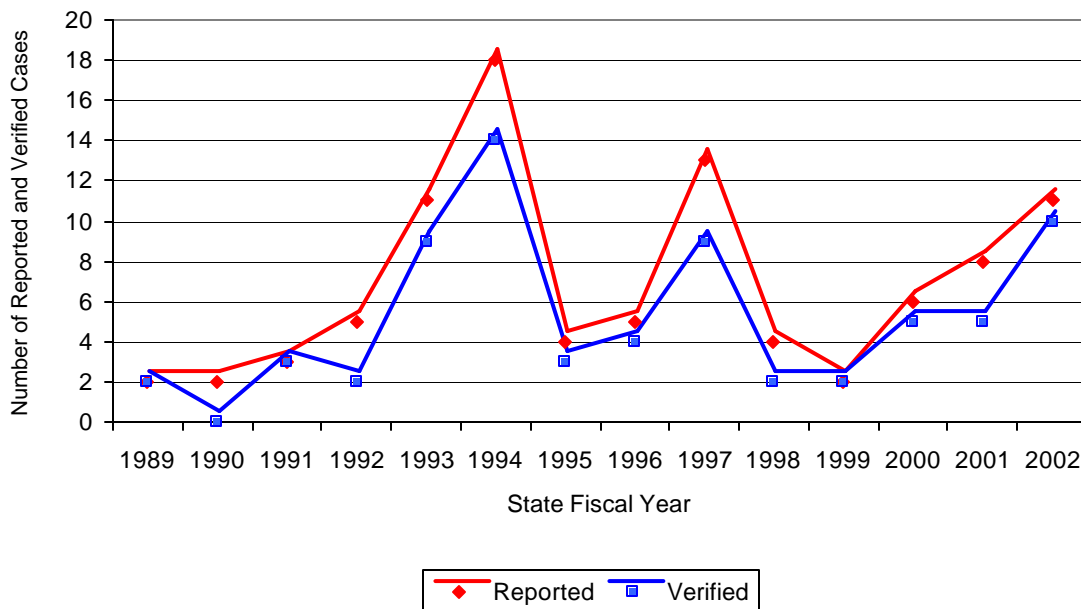 Number of Reported and Verified Cases
20
18
16
14
12
10
8
6
4
2
0
1989 1990 1991 1992 1993 1994 1995 1996 1997 1998 1999 2000 2001 2002
State Fiscal Year
Reported Verified